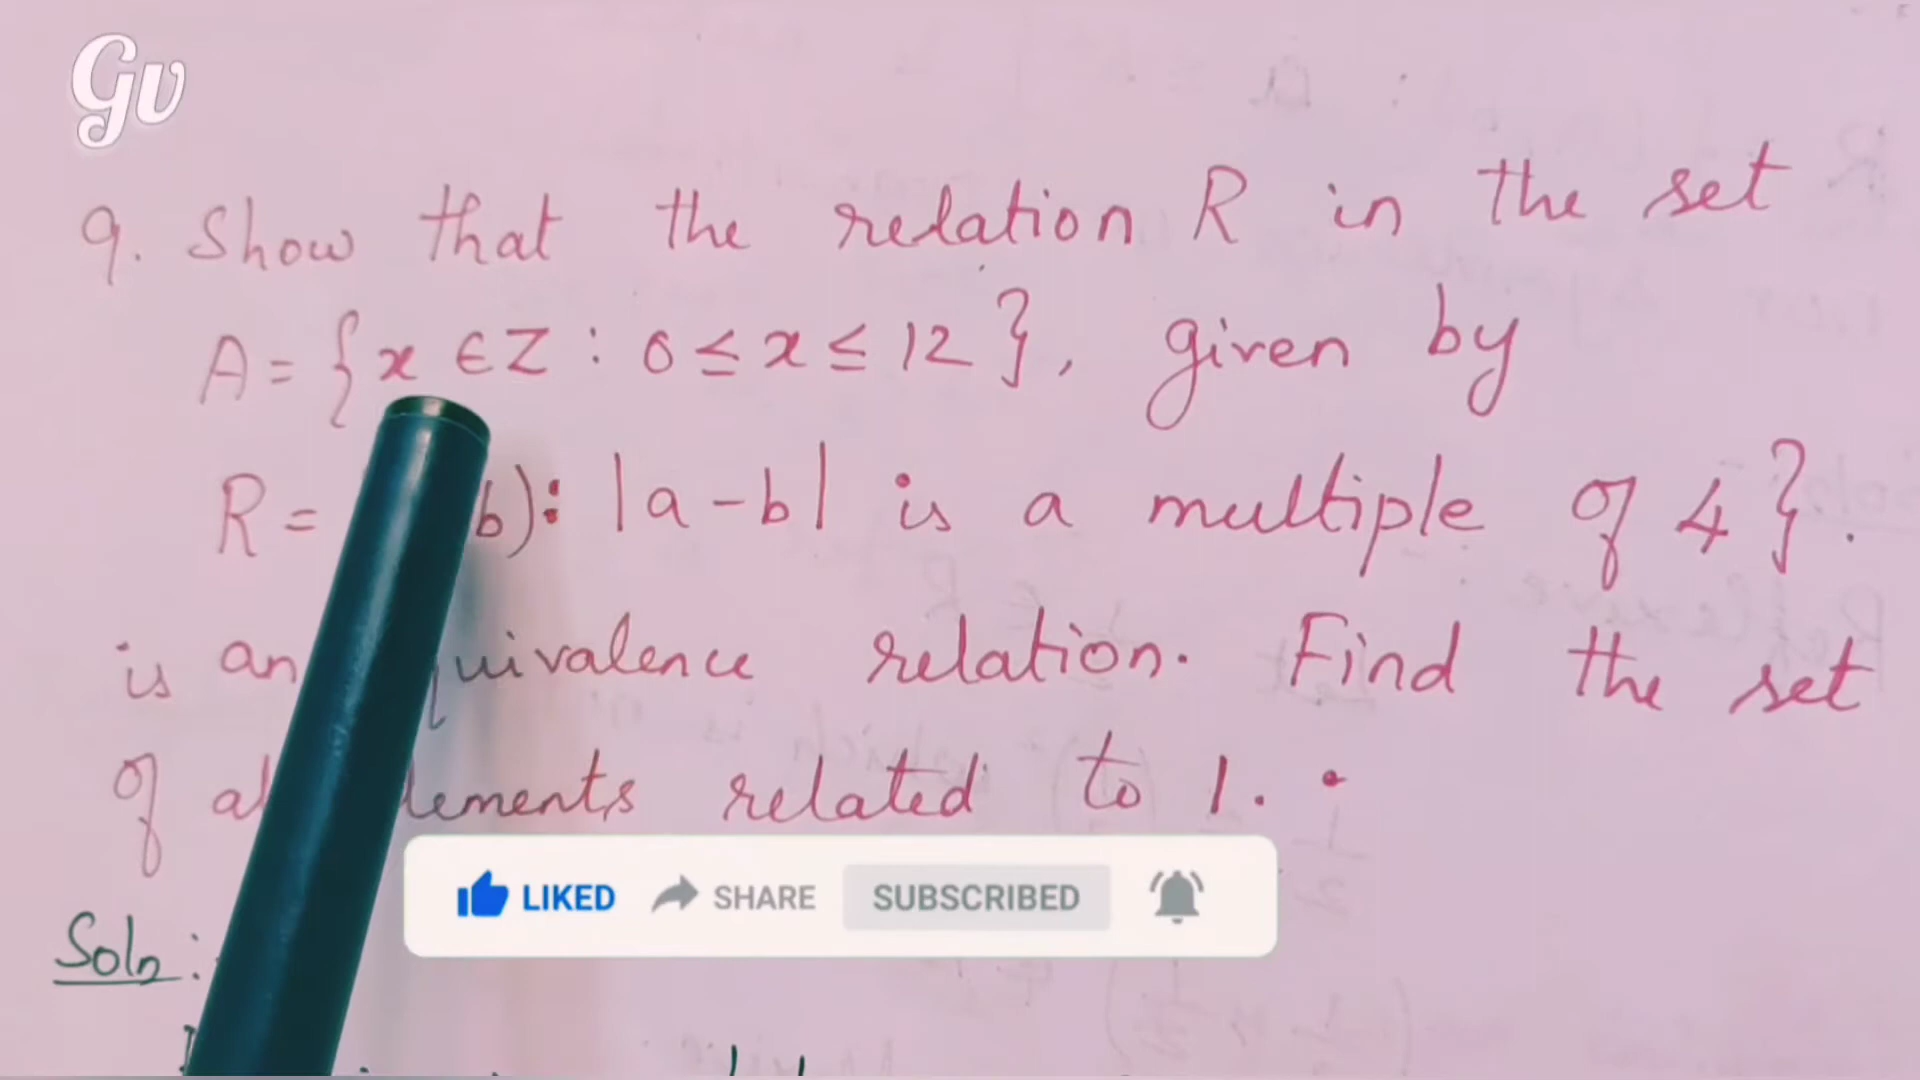 Gv
9. Show that the relation R in the set
A = {x ∈ Z : 0 ≤ x ≤ 12}, given by
R = b): |a - b| is a multiple of 4}.
is an uivalence relation. Find the set
of al lements related to 1.
LIKED SHARE SUBSCRIBED
Soln :